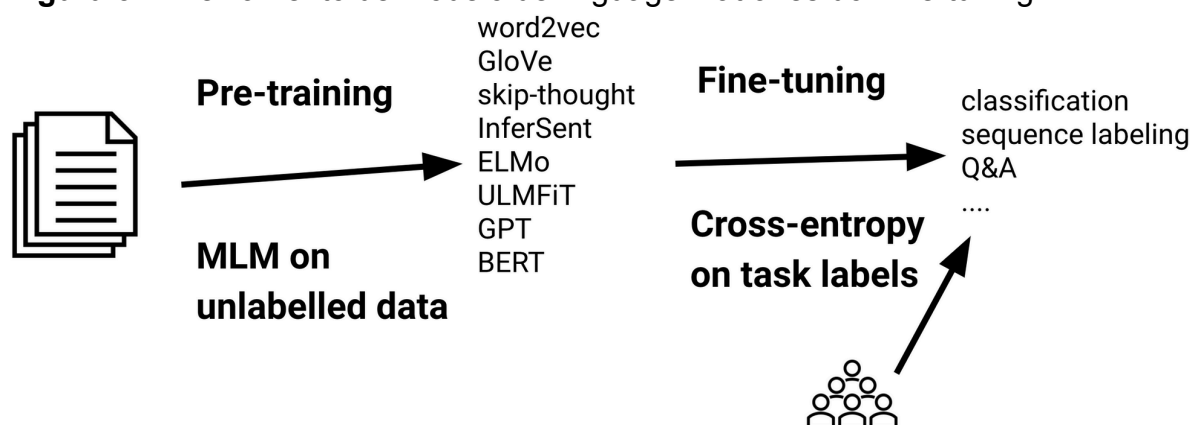 Pre-training
MLM on
unlabelled data
word2vec
GloVe
skip-thought
InferSent
ELMo
ULMFiT
GPT
BERT
Fine-tuning
Cross-entropy
on task labels
classification
sequence labeling
Q&A
....